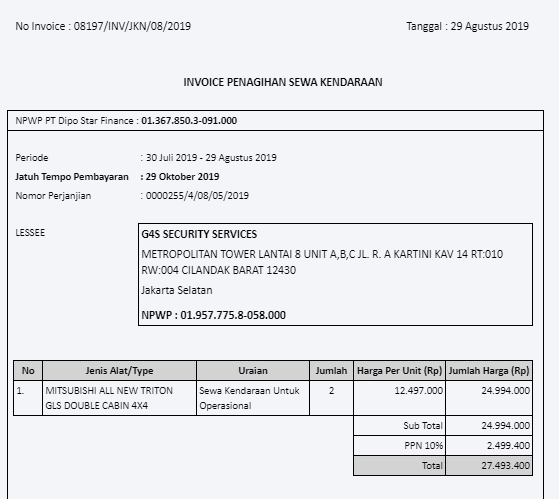 No Invoice : 08197/INV/JKN/08/2019 Tanggal : 29 Agustus 2019
INVOICE PENAGIHAN SEWA KENDARAAN
NPWP PT Dipo Star Finance : 01.367.850.3-091.000
Periode : 30 Juli 2019 - 29 Agustus 2019
Jatuh Tempo Pembayaran : 29 Oktober 2019
Nomor Perjanjian : 0000255/4/08/05/2019
LESSEE G4S SECURITY SERVICES
METROPOLITAN TOWER LANTAI 8 UNIT A,B,C JL. R. A KARTINI KAV 14 RT:010
RW:004 CILANDAK BARAT 12430
Jakarta Selatan
NPWP : 01.957.775.8-058.000
No Jenis Alat/Type Uraian Jumlah Harga Per Unit (Rp) Jumlah Harga (Rp)
1. MITSUBISHI ALL NEW TRITON Sewa Kendaraan Untuk 2 12.497.000 24.994.000
GLS DOUBLE CABIN 4X4 Operasional
Sub Total 24.994.000
PPN 10% 2.499.400
Total 27.493.400